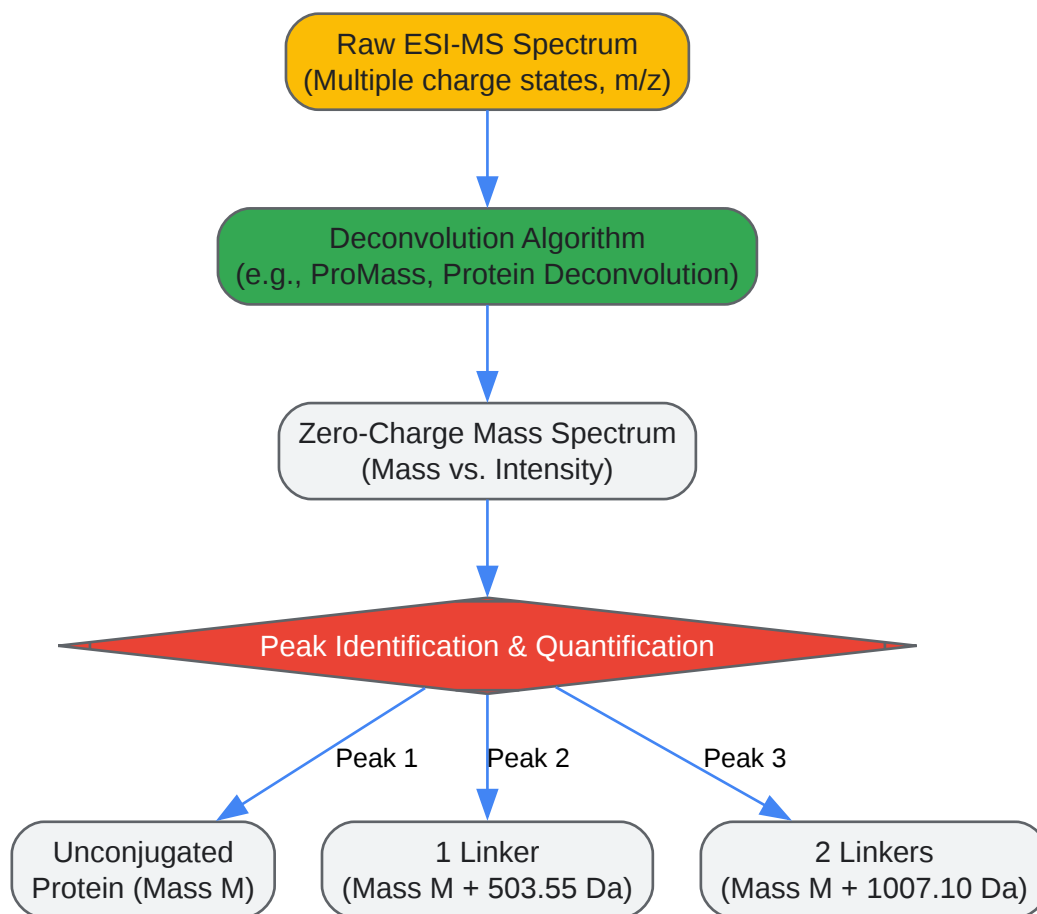 Raw ESI-MS Spectrum
(Multiple charge states, m/z)
Deconvolution Algorithm
(e.g., ProMass, Protein Deconvolution)
Zero-Charge Mass Spectrum
(Mass vs. Intensity)
Peak Identification & Quantification
Peak 1
Peak 2
Peak 3
Unconjugated
Protein (Mass M)
1 Linker
(Mass M + 503.55 Da)
2 Linkers
(Mass M + 1007.10 Da)